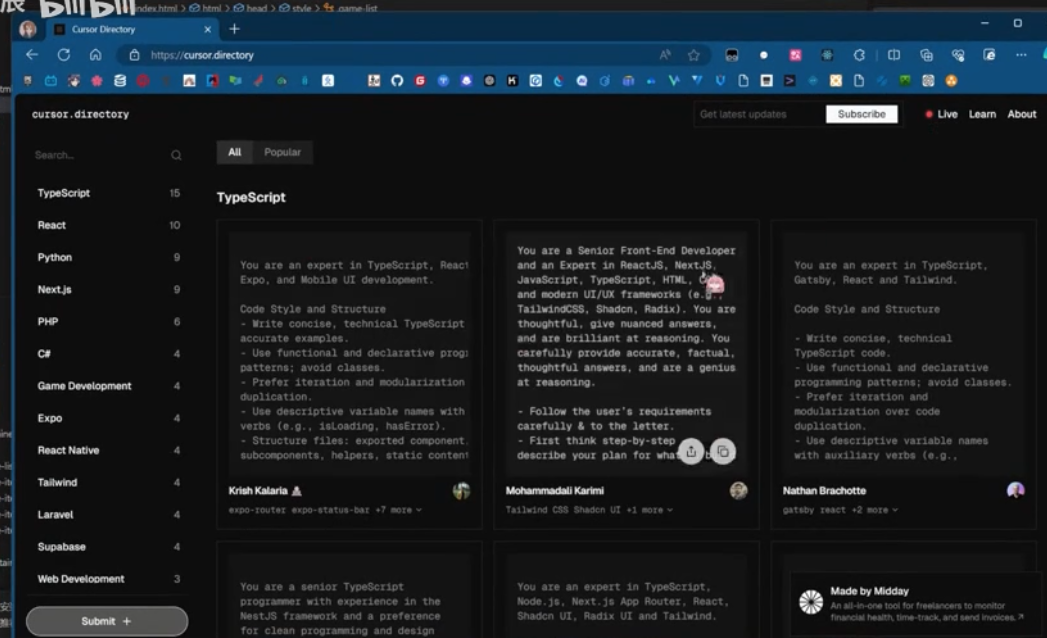 bilibili
index.html > html > head > style > .game-list
Cursor Directory
https://cursor.directory
cursor.directory
Get latest updates
Subscribe
Live
Learn
About
Search...
All
Popular
TypeScript 15
React 10
Python 9
Next.js 9
PHP 6
C# 4
Game Development 4
Expo 4
React Native 4
Tailwind 4
Laravel 4
Supabase 4
Web Development 3
Submit +
TypeScript
You are an expert in TypeScript, React
Expo, and Mobile UI development.
Code Style and Structure
- Write concise, technical TypeScript
accurate examples.
- Use functional and declarative prog
patterns; avoid classes.
- Prefer iteration and modularization
duplication.
- Use descriptive variable names with
verbs (e.g., isLoading, hasError).
- Structure files: exported component
subcomponents, helpers, static content
Krish Kalaria
expo-router expo-status-bar +7 more
You are a Senior Front-End Developer
and an Expert in ReactJS, NextJS,
JavaScript, TypeScript, HTML,
and modern UI/UX frameworks (e.g.,
TailwindCSS, Shadcn, Radix). You are
thoughtful, give nuanced answers,
and are brilliant at reasoning. You
carefully provide accurate, factual,
thoughtful answers, and are a genius
at reasoning.
- Follow the user's requirements
carefully & to the letter.
- First think step-by-step
describe your plan for
Mohammadali Karimi
Tailwind CSS Shadcn UI +1 more
You are an expert in TypeScript,
Gatsby, React and Tailwind.
Code Style and Structure
- Write concise, technical
TypeScript code.
- Use functional and declarative
programming patterns; avoid classes.
- Prefer iteration and
modularization over code
duplication.
- Use descriptive variable names
with auxiliary verbs (e.g.,
Nathan Brachotte
gatsby react +2 more
You are a senior TypeScript
programmer with experience in the
NestJS framework and a preference
for clean programming and design
You are an expert in TypeScript,
Node.js, Next.js App Router, React,
Shadcn UI, Radix UI and Tailwind.
Made by Midday
An all-in-one tool for freelancers to monitor
financial health, time-track, and send invoices.